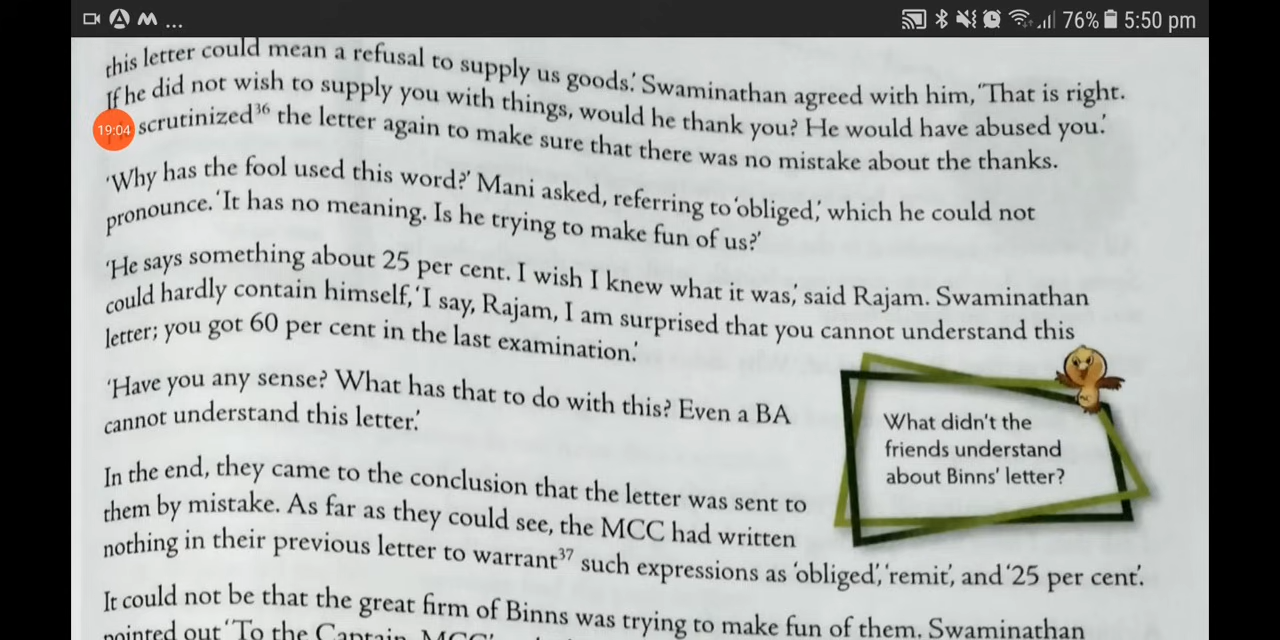 76% 5:50 pm
this letter could mean a refusal to supply us goods.' Swaminathan agreed with him, 'That is right.
If he did not wish to supply you with things, would he thank you? He would have abused you.'
19:04 scrutinized36 the letter again to make sure that there was no mistake about the thanks.
'Why has the fool used this word?' Mani asked, referring to 'obliged,' which he could not
pronounce. 'It has no meaning. Is he trying to make fun of us?'
'He says something about 25 per cent. I wish I knew what it was,' said Rajam. Swaminathan
could hardly contain himself, 'I say, Rajam, I am surprised that you cannot understand this
letter; you got 60 per cent in the last examination.'
'Have you any sense? What has that to do with this? Even a BA
cannot understand this letter.'
What didn't the
friends understand
about Binns' letter?
In the end, they came to the conclusion that the letter was sent to
them by mistake. As far as they could see, the MCC had written
nothing in their previous letter to warrant37 such expressions as 'obliged', 'remit', and '25 per cent'.
It could not be that the great firm of Binns was trying to make fun of them. Swaminathan
pointed out 'To the Captain, MCC'